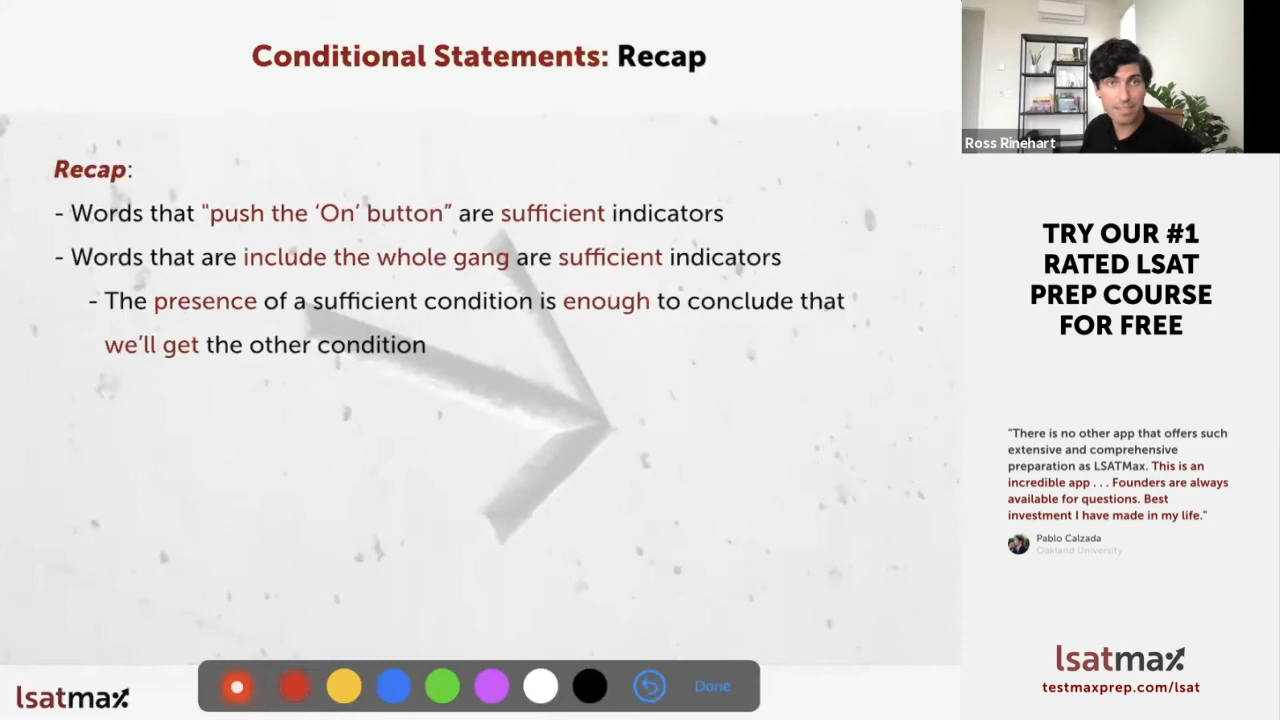 Conditional Statements: Recap
Recap:
- Words that "push the ‘On’ button” are sufficient indicators
- Words that are include the whole gang are sufficient indicators
- The presence of a sufficient condition is enough to conclude that
we’ll get the other condition
Ross Rinehart
TRY OUR #1
RATED LSAT
PREP COURSE
FOR FREE
"There is no other app that offers such
extensive and comprehensive
preparation as LSATMax. This is an
incredible app . . . Founders are always
available for questions. Best
investment I have made in my life."
Pablo Calzada
Oakland University
lsatmax
testmaxprep.com/lsat
lsatmax
Done